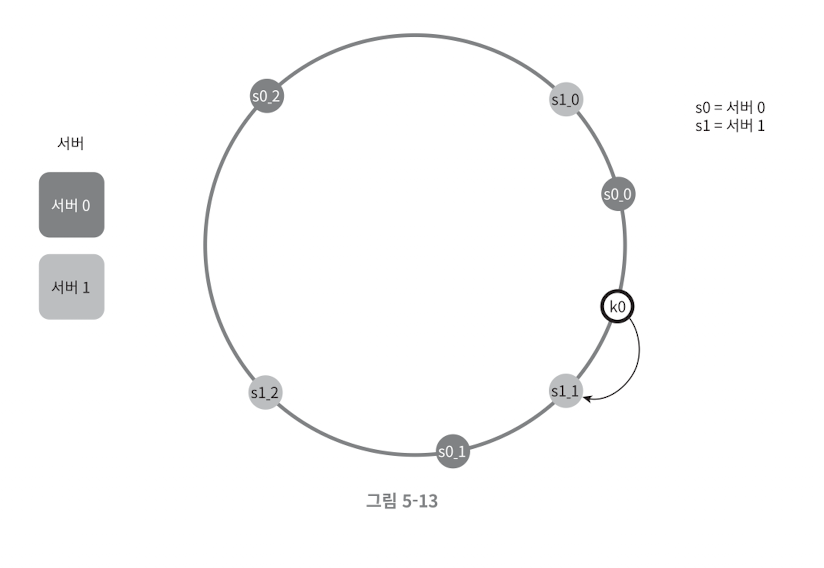 s0_2
s1_0
s0 = 서버 0
s1 = 서버 1
서버
서버 0
s0_0
서버 1
k0
s1_2
s1_1
s0_1
그림 5-13